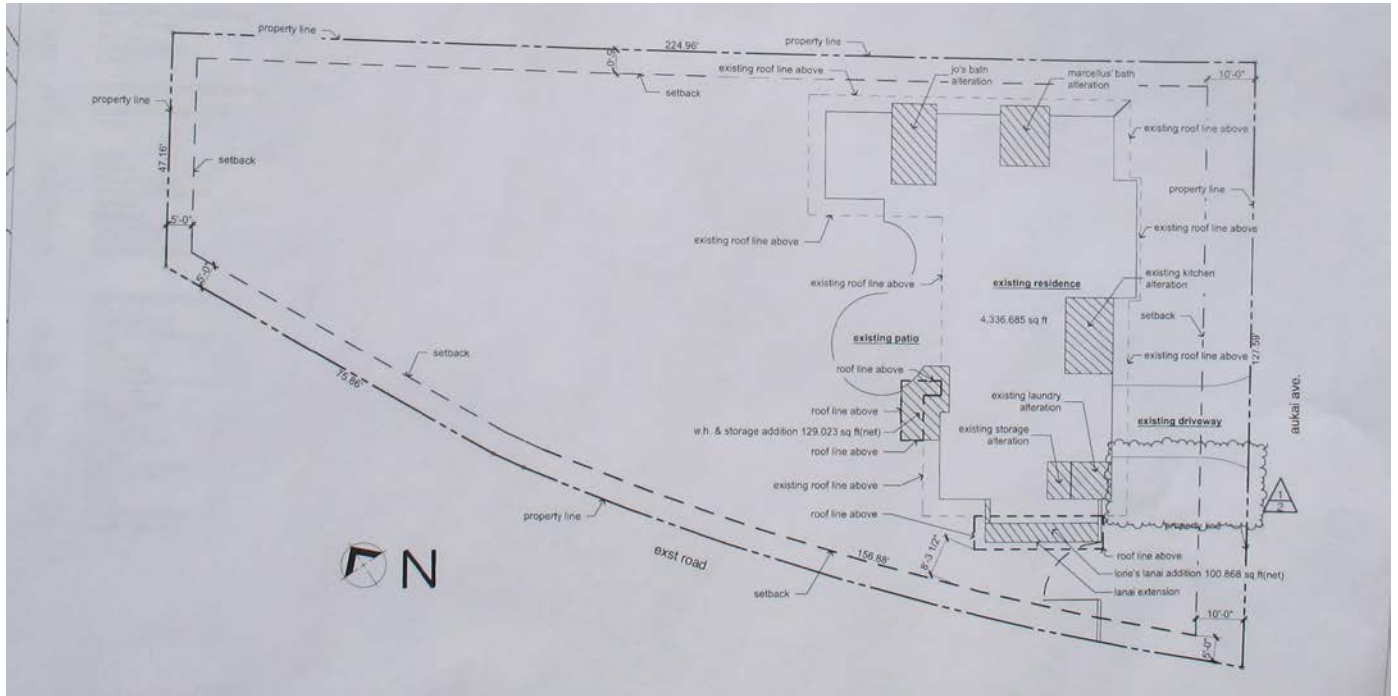 property line
224.96'
property line
existing roof line above
jo's bath
alteration
marcellus' bath
alteration
10'-0"
setback
property line
existing roof line above
47.16'
setback
property line
5'-0"
existing roof line above
existing roof line above
5'-0"
existing roof line above
existing residence
existing kitchen
alteration
4,336.685 sq ft
setback
existing patio
setback
existing roof line above
127.59'
roof line above
75.86'
aukai ave.
existing laundry
alteration
roof line above
existing driveway
w.h. & storage addition 129.023 sq ft(net)
existing storage
alteration
roof line above
existing roof line above
1
2
property line
roof line above
property line
8'-3 1/2"
exst road
156.88'
roof line above
lorie's lanai addition 100.868 sq ft(net)
lanai extension
setback
N
10'-0"
5'-0"